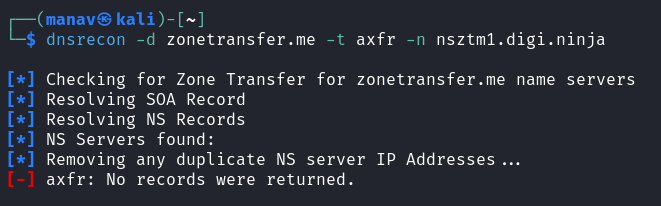 ┌──(manav㉿kali)-[~]
└─$ dnsrecon -d zonetransfer.me -t axfr -n nsztm1.digi.ninja
[*] Checking for Zone Transfer for zonetransfer.me name servers
[*] Resolving SOA Record
[*] Resolving NS Records
[*] NS Servers found:
[*] Removing any duplicate NS server IP Addresses...
[-] axfr: No records were returned.